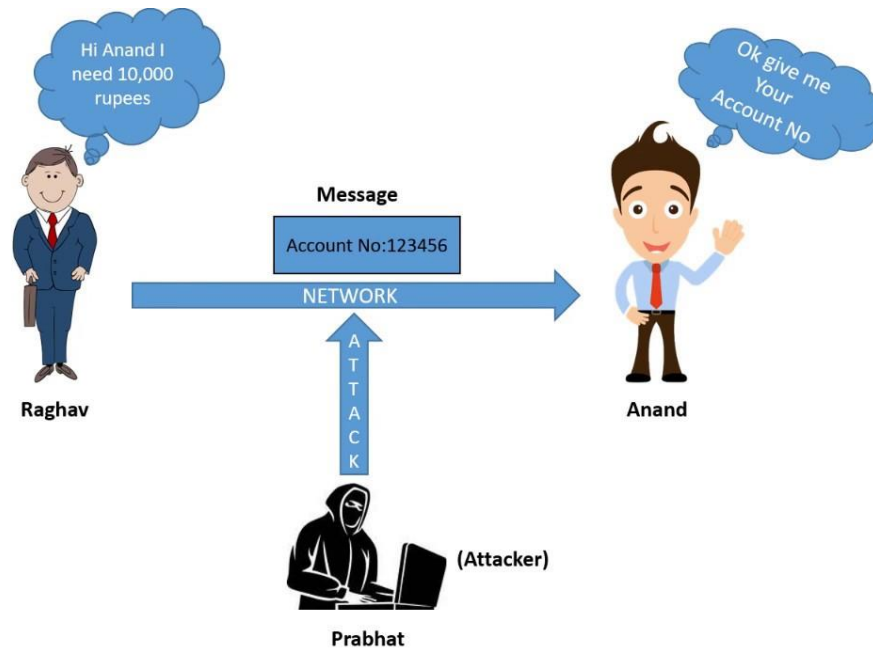 Hi Anand I
need 10,000
rupees
Ok give me
Your
Account No
Message
Account No:123456
NETWORK
ATTACK
Raghav
Anand
(Attacker)
Prabhat